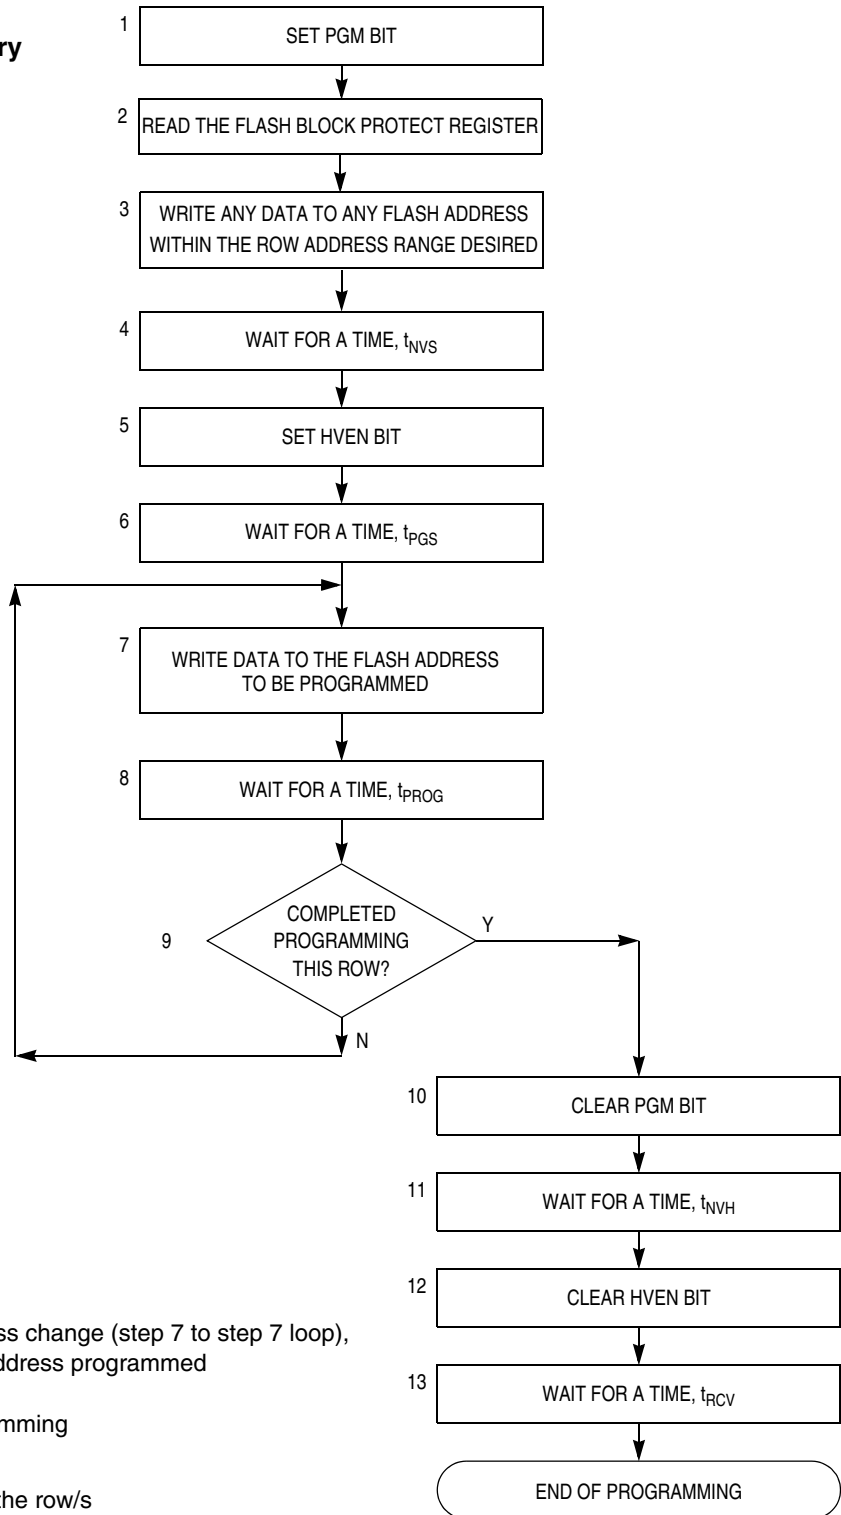 ry
1
SET PGM BIT
2
READ THE FLASH BLOCK PROTECT REGISTER
3
WRITE ANY DATA TO ANY FLASH ADDRESS
WITHIN THE ROW ADDRESS RANGE DESIRED
4
WAIT FOR A TIME, tNVS
5
SET HVEN BIT
6
WAIT FOR A TIME, tPGS
7
WRITE DATA TO THE FLASH ADDRESS
TO BE PROGRAMMED
8
WAIT FOR A TIME, tPROG
9
COMPLETED
PROGRAMMING
THIS ROW?
Y
N
10
CLEAR PGM BIT
11
WAIT FOR A TIME, tNVH
12
CLEAR HVEN BIT
13
WAIT FOR A TIME, tRCV
END OF PROGRAMMING
ss change (step 7 to step 7 loop),
ddress programmed
mming
the row/s